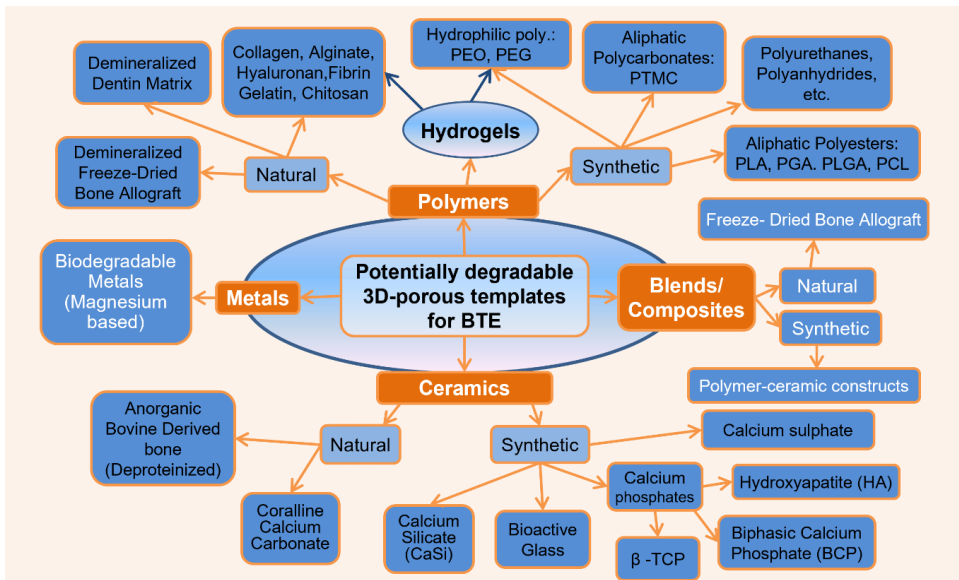 Demineralized
Dentin Matrix
Collagen, Alginate,
Hyaluronan,Fibrin
Gelatin, Chitosan
Hydrophilic poly.:
PEO, PEG
Aliphatic
Polycarbonates:
PTMC
Polyurethanes,
Polyanhydrides,
etc.
Hydrogels
Demineralized
Freeze-Dried
Bone Allograft
Natural
Synthetic
Aliphatic Polyesters:
PLA, PGA. PLGA, PCL
Polymers
Freeze- Dried Bone Allograft
Biodegradable
Metals
(Magnesium
based)
Metals
Potentially degradable
3D-porous templates
for BTE
Blends/
Composites
Natural
Synthetic
Polymer-ceramic constructs
Ceramics
Anorganic
Bovine Derived
bone
(Deproteinized)
Natural
Synthetic
Calcium sulphate
Coralline
Calcium
Carbonate
Calcium
Silicate
(CaSi)
Bioactive
Glass
Calcium
phosphates
Hydroxyapatite (HA)
β -TCP
Biphasic Calcium
Phosphate (BCP)